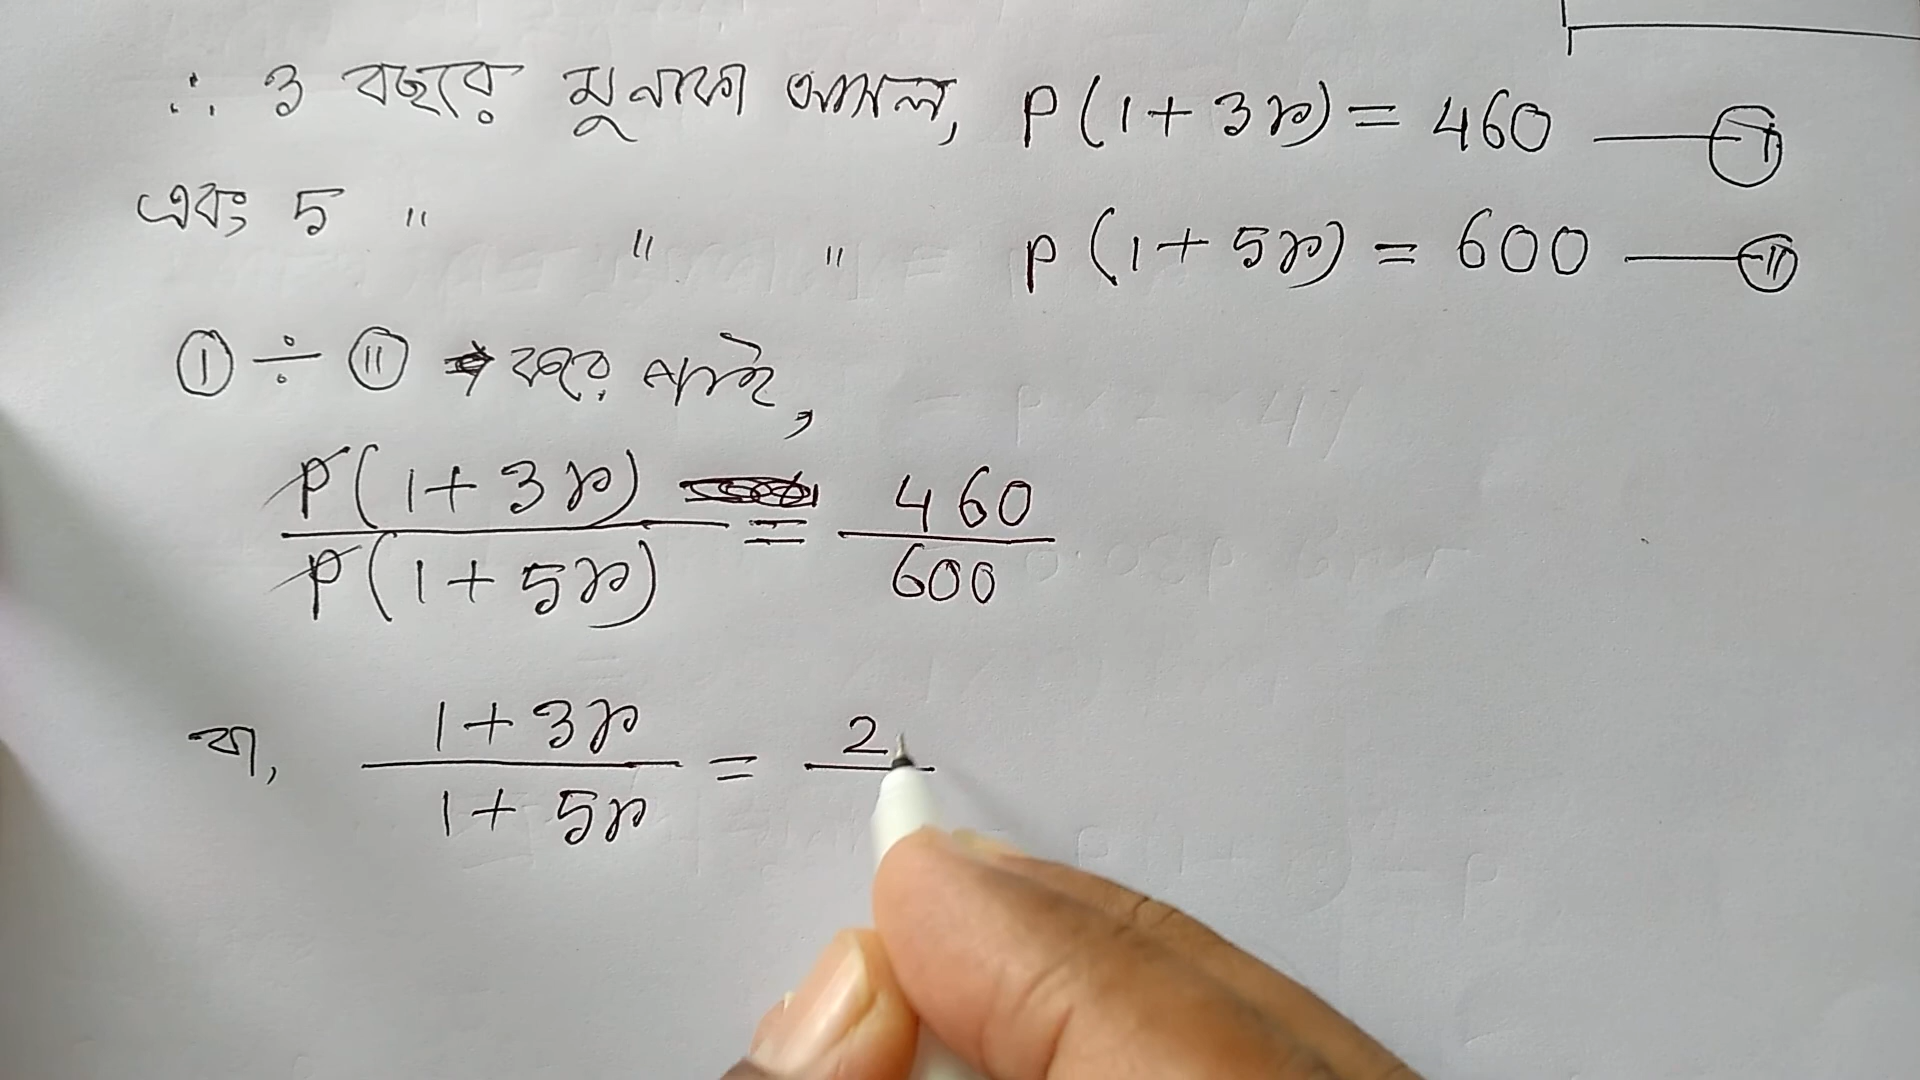 ∴ 3 বছরে মুনাফা আসল, P(1+3r) = 460 —— (i)
এবং 5 " " " P(1+5r) = 600 —— (ii)
(i) ÷ (ii) করে পাই,
P(1+3r) / P(1+5r) = 460 / 600
বা, 1+3r / 1+5r = 2